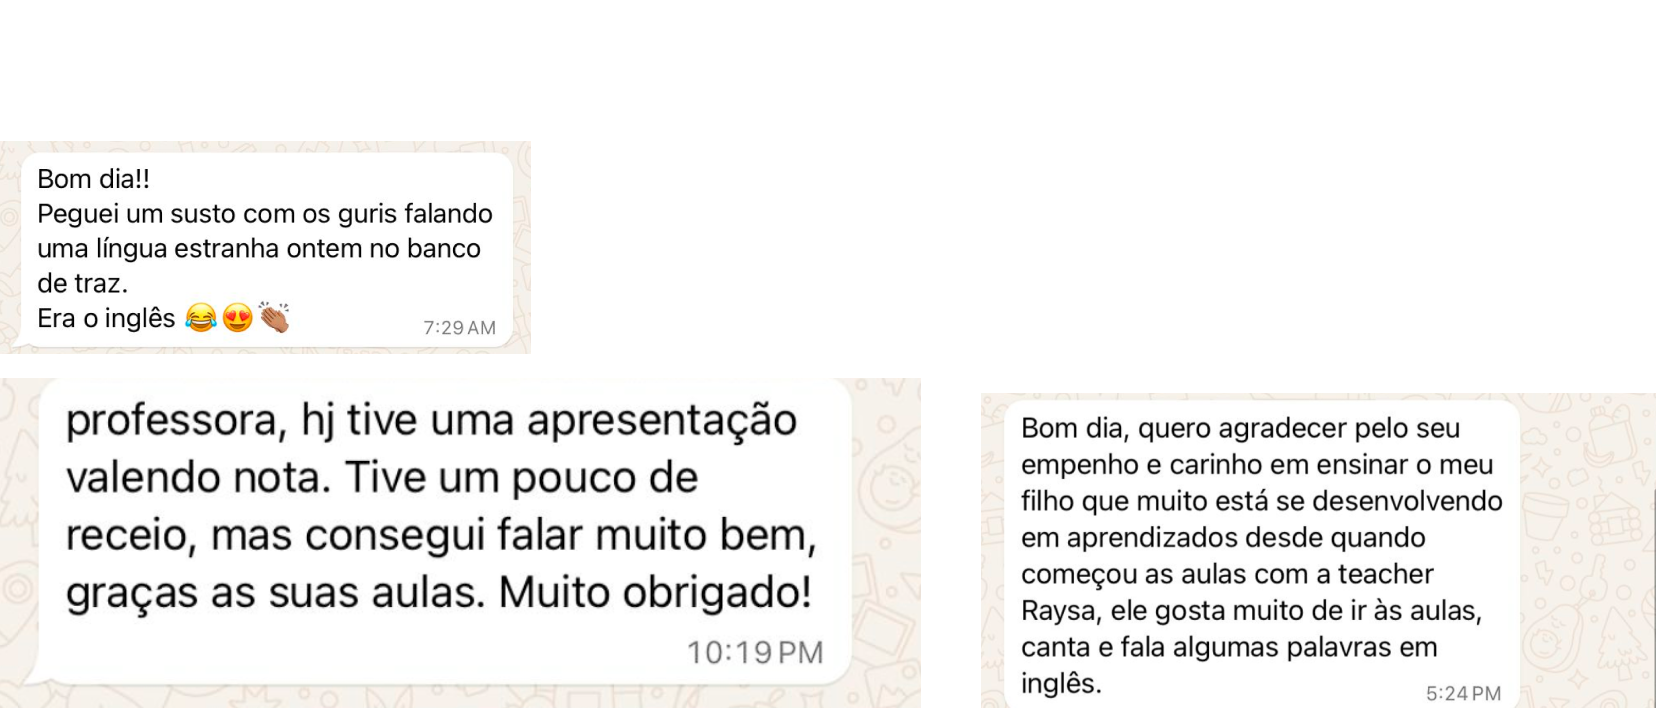 Bom dia!!
Peguei um susto com os guris falando
uma língua estranha ontem no banco
de traz.
Era o inglês 😂😍👏🏽
7:29 AM
professora, hj tive uma apresentação
valendo nota. Tive um pouco de
receio, mas consegui falar muito bem,
graças as suas aulas. Muito obrigado!
10:19 PM
Bom dia, quero agradecer pelo seu
empenho e carinho em ensinar o meu
filho que muito está se desenvolvendo
em aprendizados desde quando
começou as aulas com a teacher
Raysa, ele gosta muito de ir às aulas,
canta e fala algumas palavras em
inglês.
5:24 PM